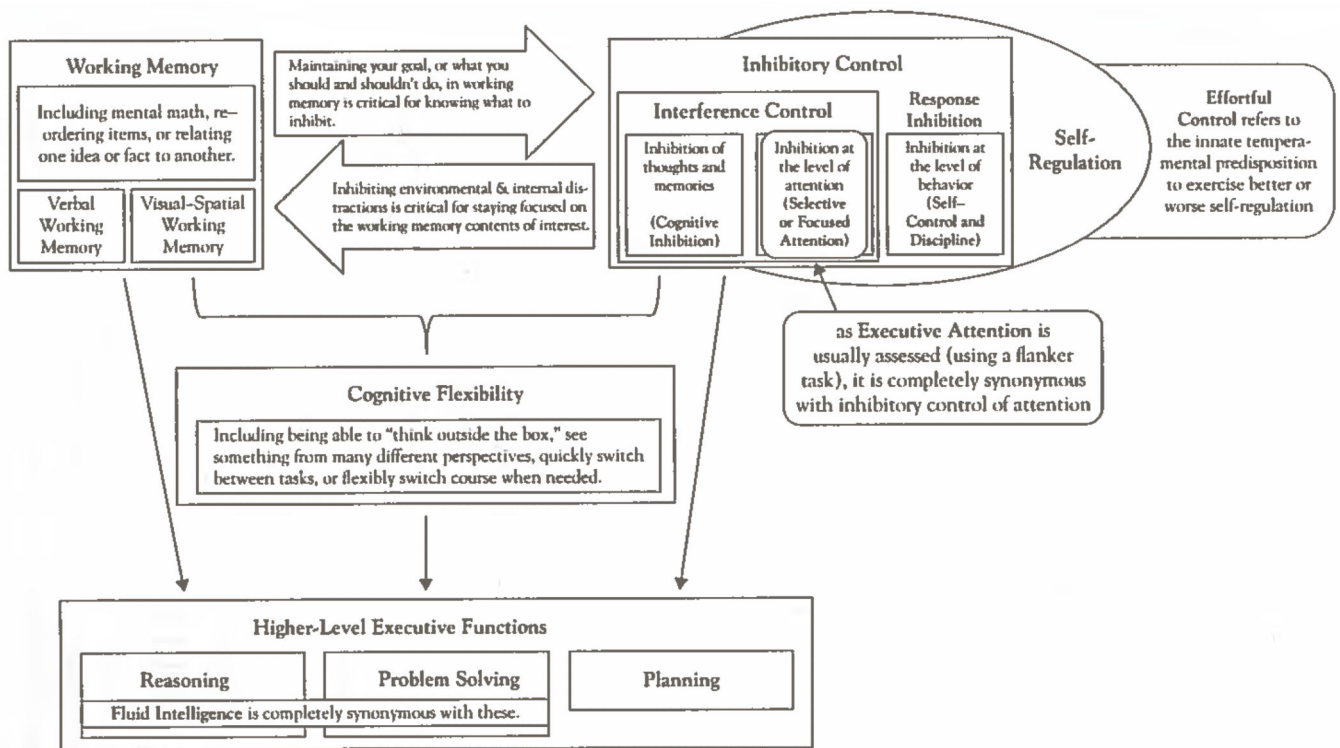 Working Memory
Including mental math, re-
ordering items, or relating
one idea or fact to another.
Verbal
Working
Memory
Visual-Spatial
Working
Memory
Maintaining your goal, or what you
should and shouldn't do, in working
memory is critical for knowing what to
inhibit.
Inhibiting environmental & internal dis-
tractions is critical for staying focused on
the working memory contents of interest.
Inhibitory Control
Interference Control
Inhibition of
thoughts and
memories
(Cognitive
Inhibition)
Inhibition at
the level of
attention
(Selective
or Focused
Attention)
Response
Inhibition
Inhibition at
the level of
behavior
(Self-
Control and
Discipline)
Self-
Regulation
Effortful
Control refers to
the innate tempera-
mental predisposition
to exercise better or
worse self-regulation
as Executive Attention is
usually assessed (using a flanker
task), it is completely synonymous
with inhibitory control of attention
Cognitive Flexibility
Including being able to "think outside the box," see
something from many different perspectives, quickly switch
between tasks, or flexibly switch course when needed.
Higher-Level Executive Functions
Reasoning
Problem Solving
Planning
Fluid Intelligence is completely synonymous with these.